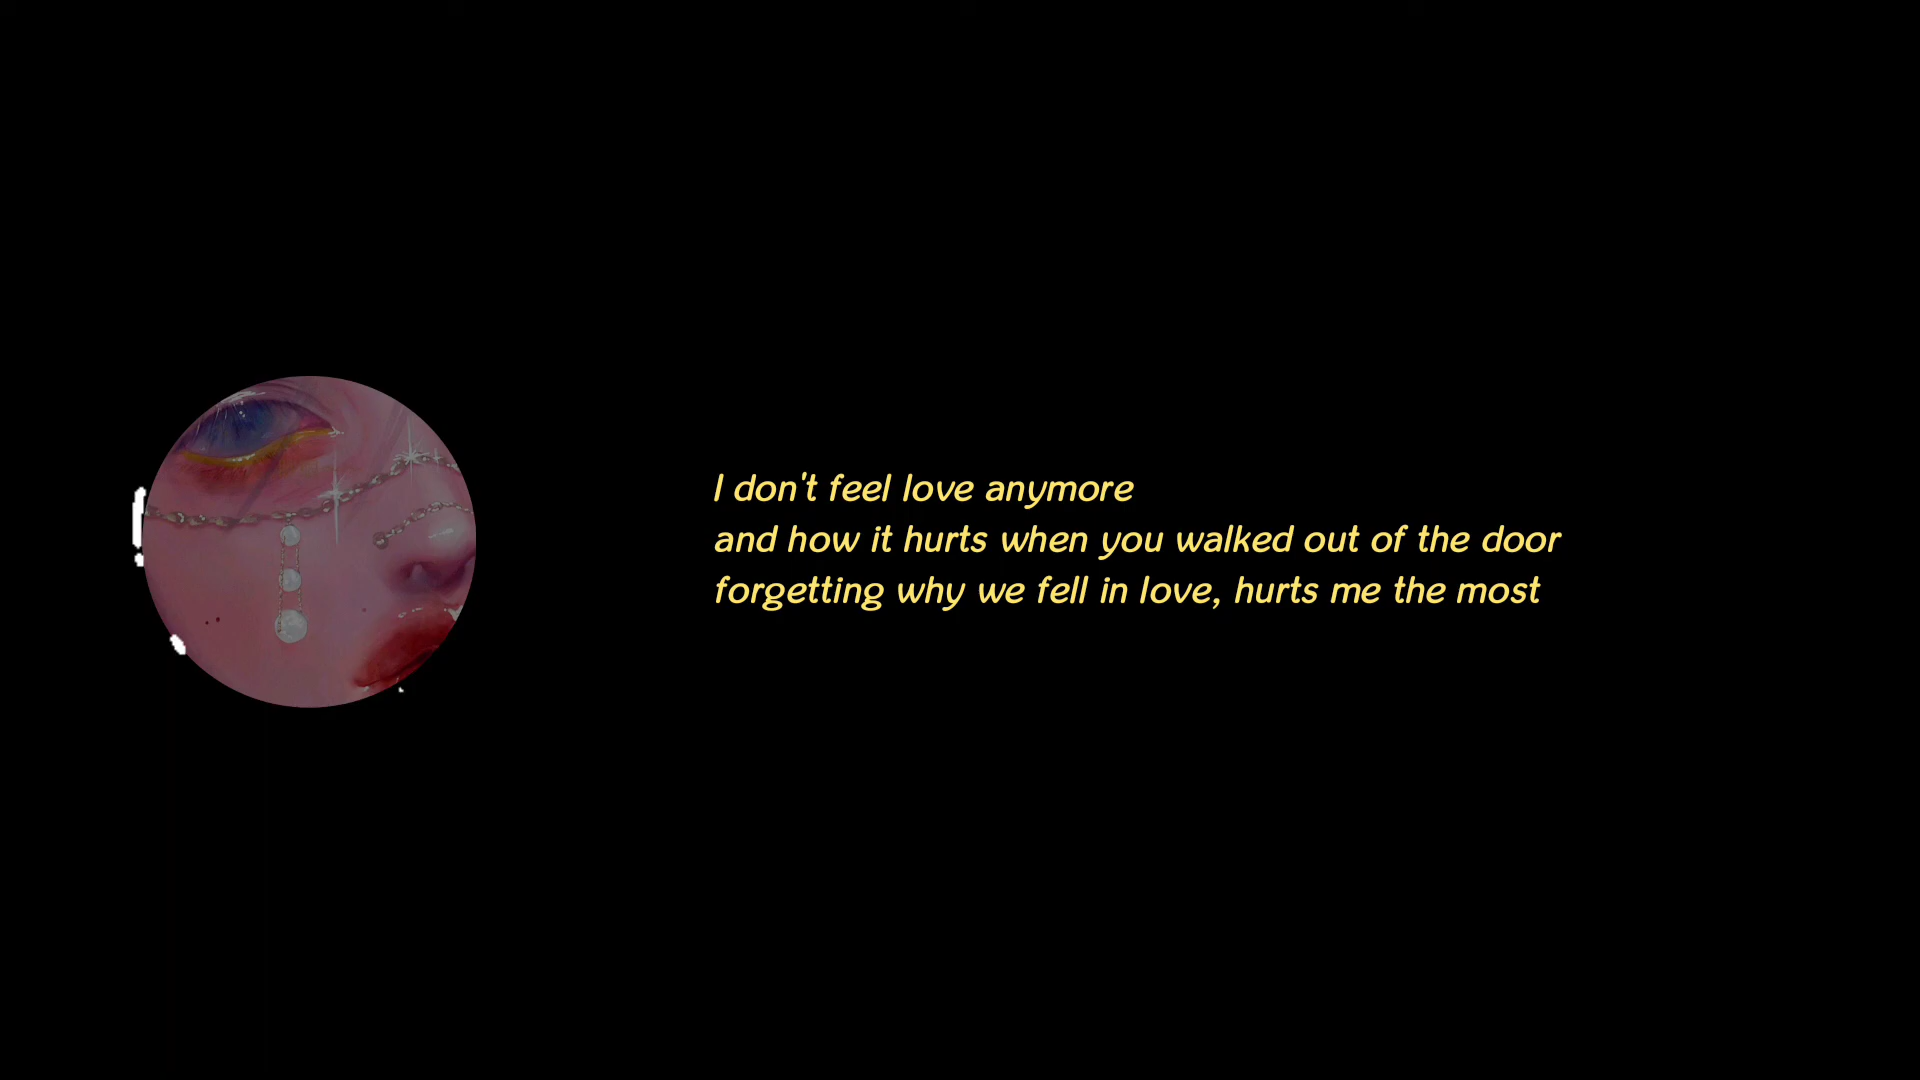 I don't feel love anymore
and how it hurts when you walked out of the door
forgetting why we fell in love, hurts me the most